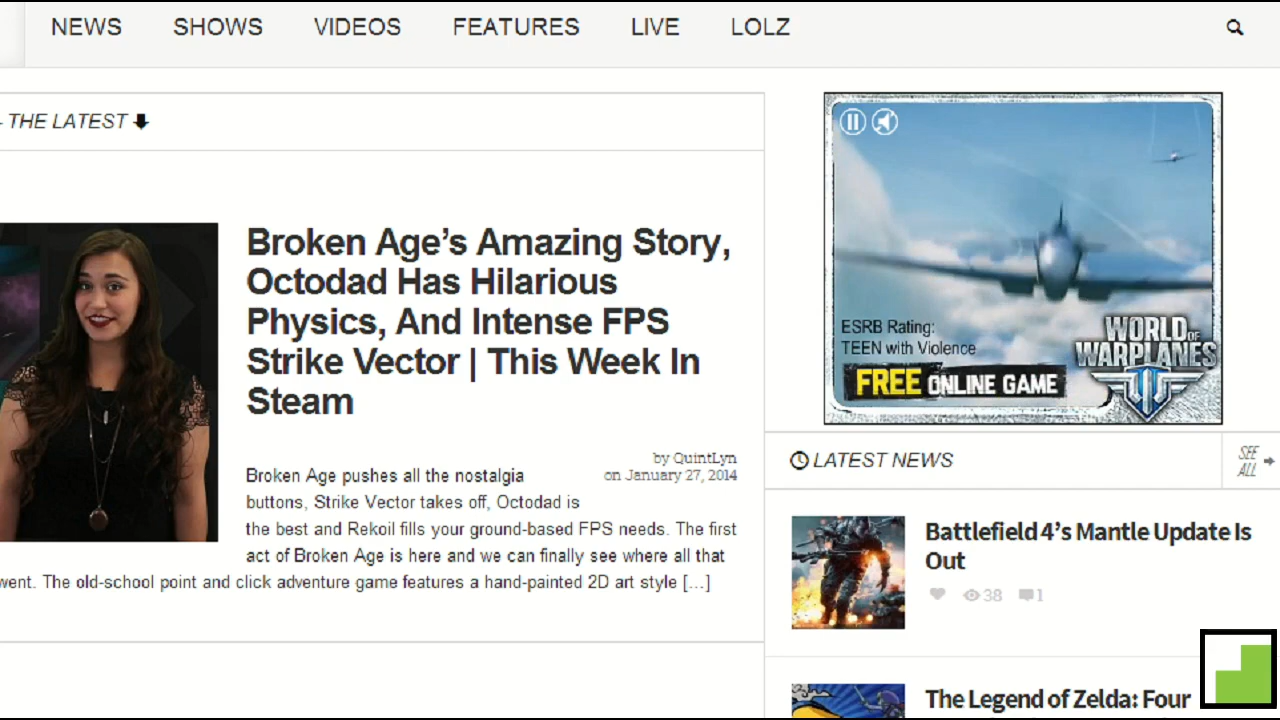 NEWS SHOWS VIDEOS FEATURES LIVE LOLZ
THE LATEST
Broken Age's Amazing Story,
Octodad Has Hilarious
Physics, And Intense FPS
Strike Vector | This Week In
Steam
by QuintLyn
on January 27, 2014
Broken Age pushes all the nostalgia
buttons, Strike Vector takes off, Octodad is
the best and Rekoil fills your ground-based FPS needs. The first
act of Broken Age is here and we can finally see where all that
went. The old-school point and click adventure game features a hand-painted 2D art style [...]
ESRB Rating:
TEEN with Violence
FREE ONLINE GAME
WORLD OF
WARPLANES
LATEST NEWS
SEE
ALL
Battlefield 4's Mantle Update Is
Out
38 1
The Legend of Zelda: Four